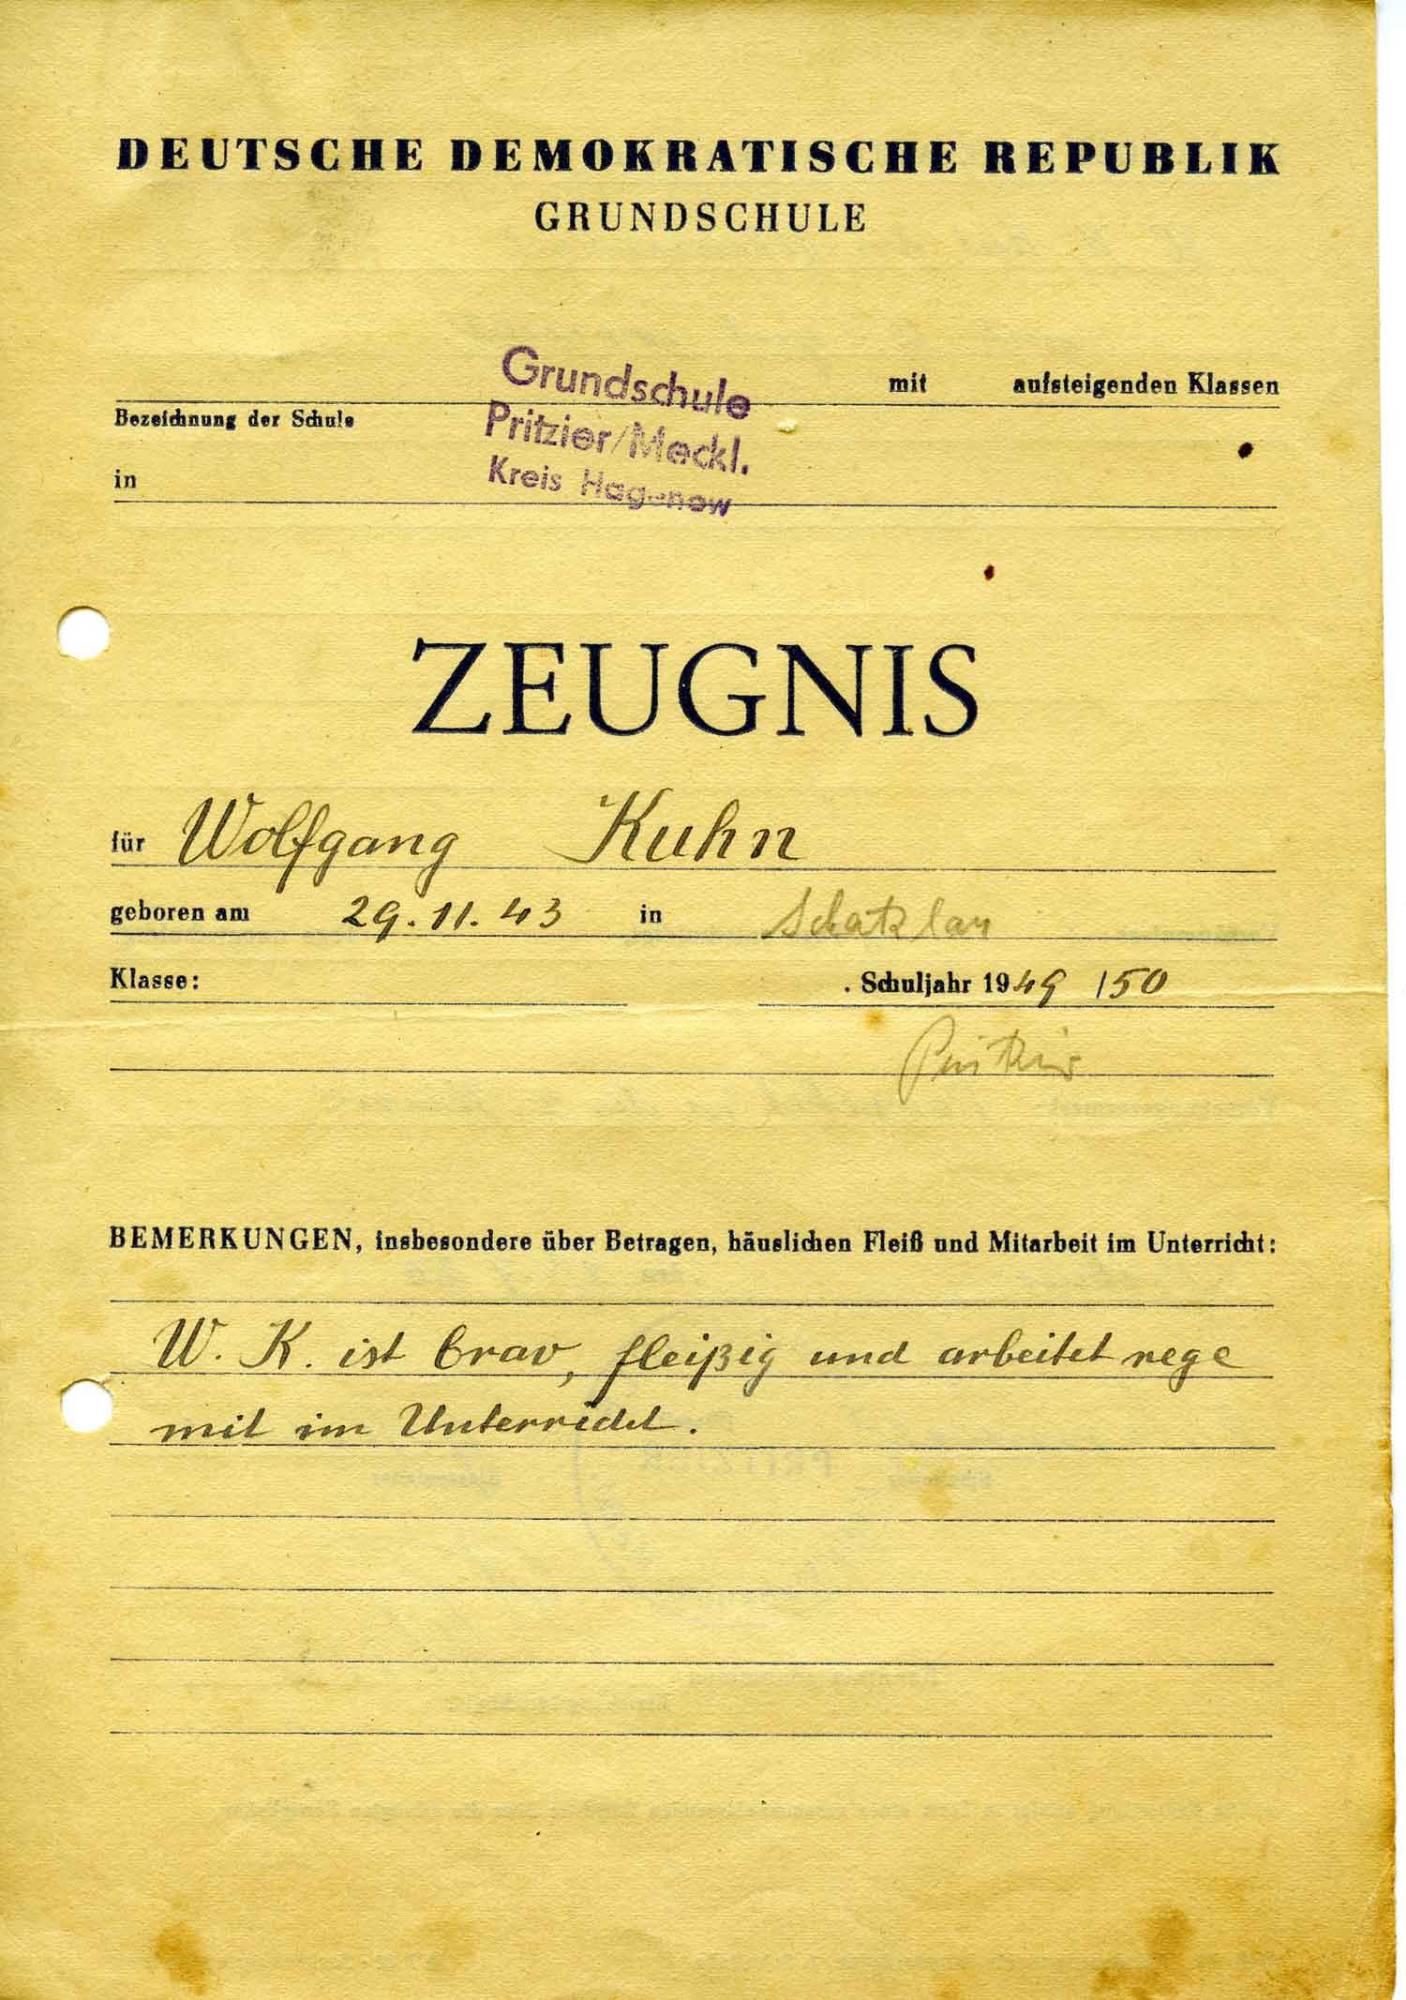 DEUTSCHE DEMOKRATISCHE REPUBLIK
GRUNDSCHULE
Grundschule
mit aufsteigenden Klassen
Bezeichnung der Schule
Pritzier/Meckl.
in
Kreis Hagenow
ZEUGNIS
für Wolfgang Kuhn
geboren am 29.11.43 in Schatzlar
Klasse: . Schuljahr 1949/50
Pritzier
BEMERKUNGEN, insbesondere über Betragen, häuslichen Fleiß und Mitarbeit im Unterricht:
W. K. ist brav, fleißig und arbeitet rege
mit im Unterricht.